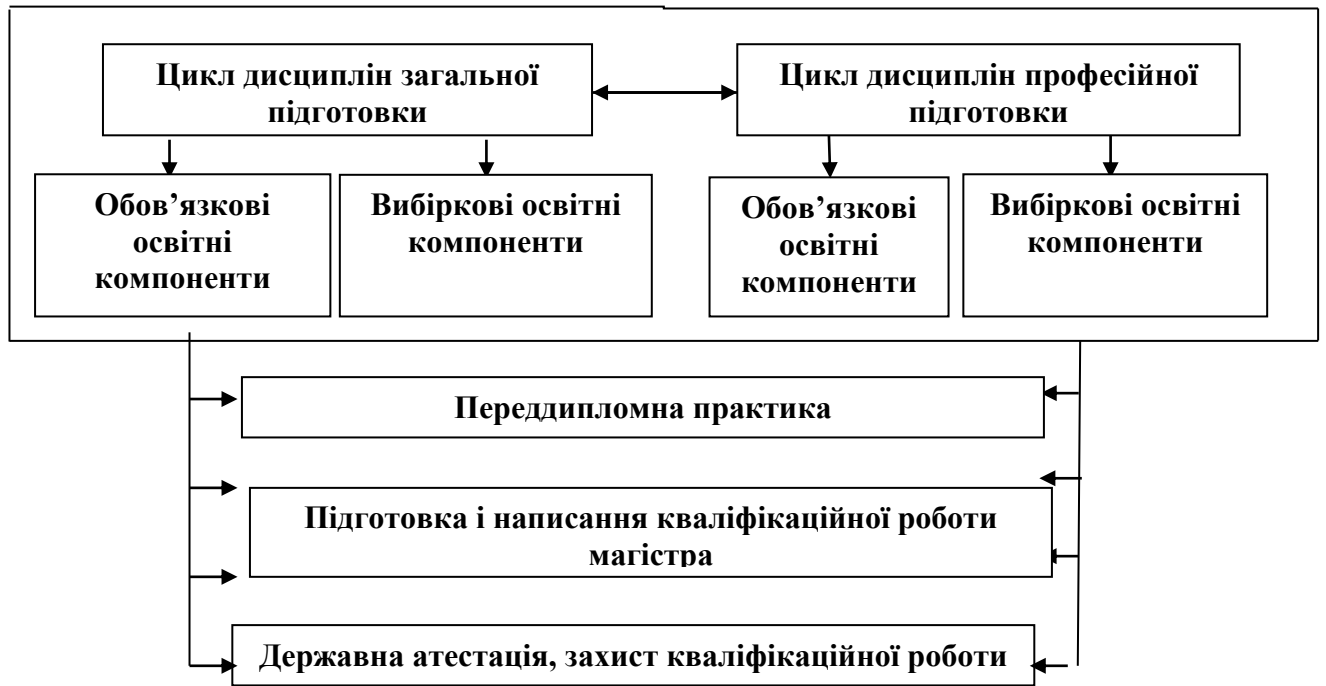 Цикл дисциплін загальної
підготовки
Цикл дисциплін професійної
підготовки
Обов’язкові
освітні
компоненти
Вибіркові освітні
компоненти
Обов’язкові
освітні
компоненти
Вибіркові освітні
компоненти
Переддипломна практика
Підготовка і написання кваліфікаційної роботи
магістра
Державна атестація, захист кваліфікаційної роботи